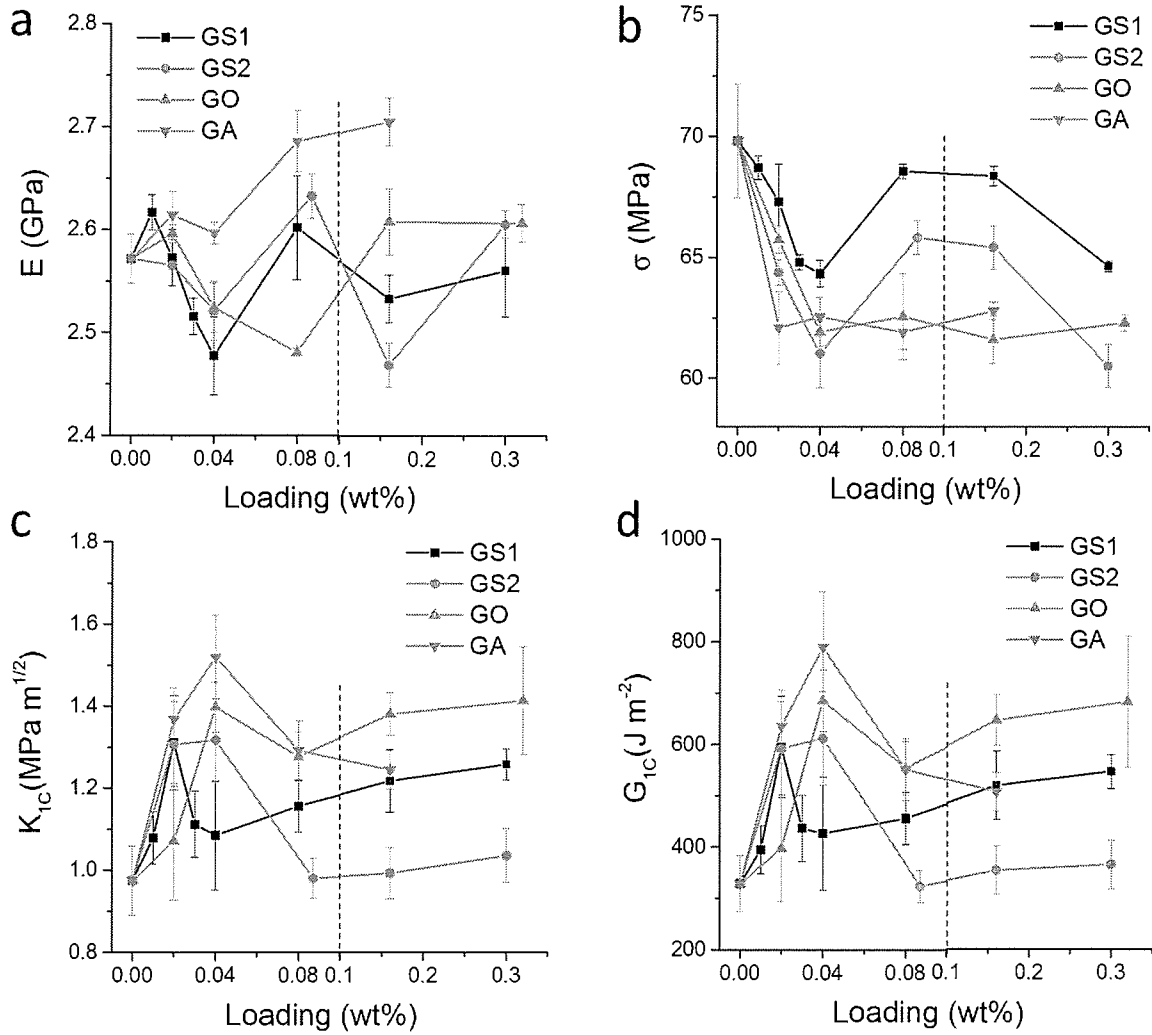 a
2.8
2.7
2.6
2.5
2.4
E (GPa)
GS1
GS2
GO
GA
0.00 0.04 0.08 0.1 0.2 0.3
Loading (wt%)
b
75
70
65
60
σ (MPa)
GS1
GS2
GO
GA
0.00 0.04 0.08 0.1 0.2 0.3
Loading (wt%)
c
1.8
1.6
1.4
1.2
1.0
0.8
K1C(MPa m1/2)
GS1
GS2
GO
GA
0.00 0.04 0.08 0.1 0.2 0.3
Loading (wt%)
d
1000
800
600
400
200
G1C(J m-2)
GS1
GS2
GO
GA
0.00 0.04 0.08 0.1 0.2 0.3
Loading (wt%)